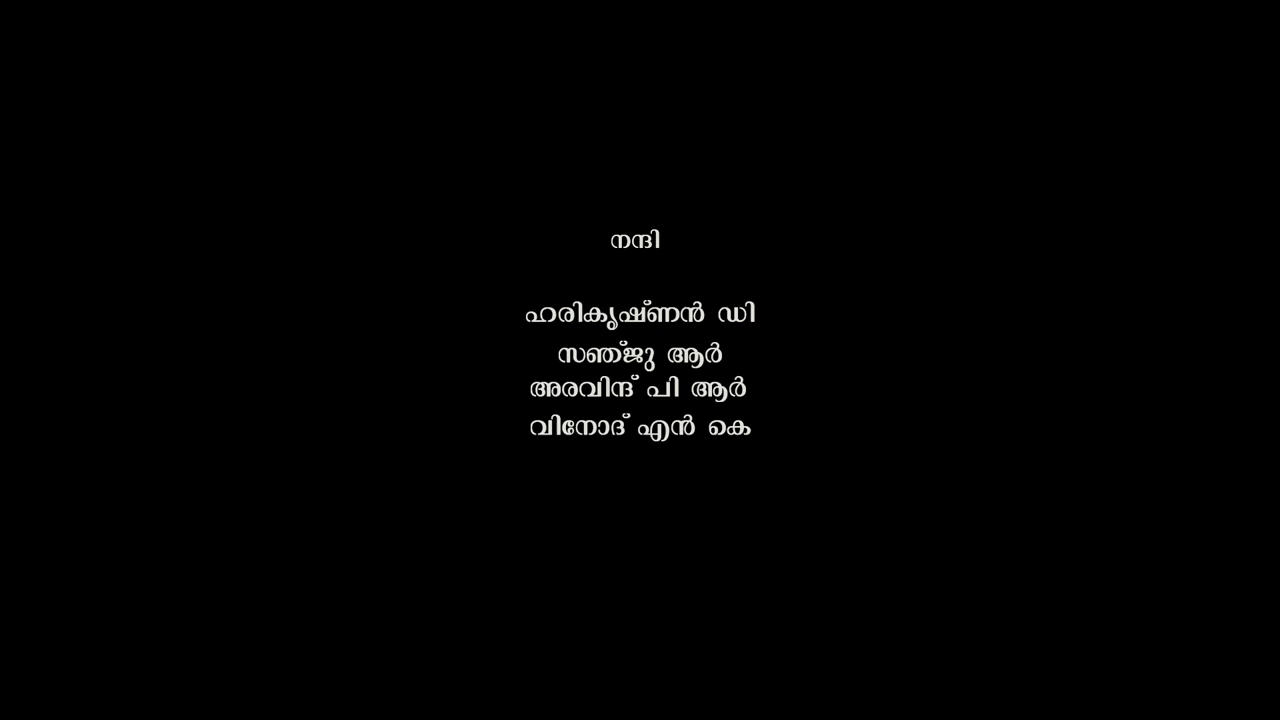 നന്ദി
ഹരികൃഷ്ണൻ ഡി
സഞ്ജു ആർ
അരവിന്ദ് പി ആർ
വിനോദ് എൻ കെ